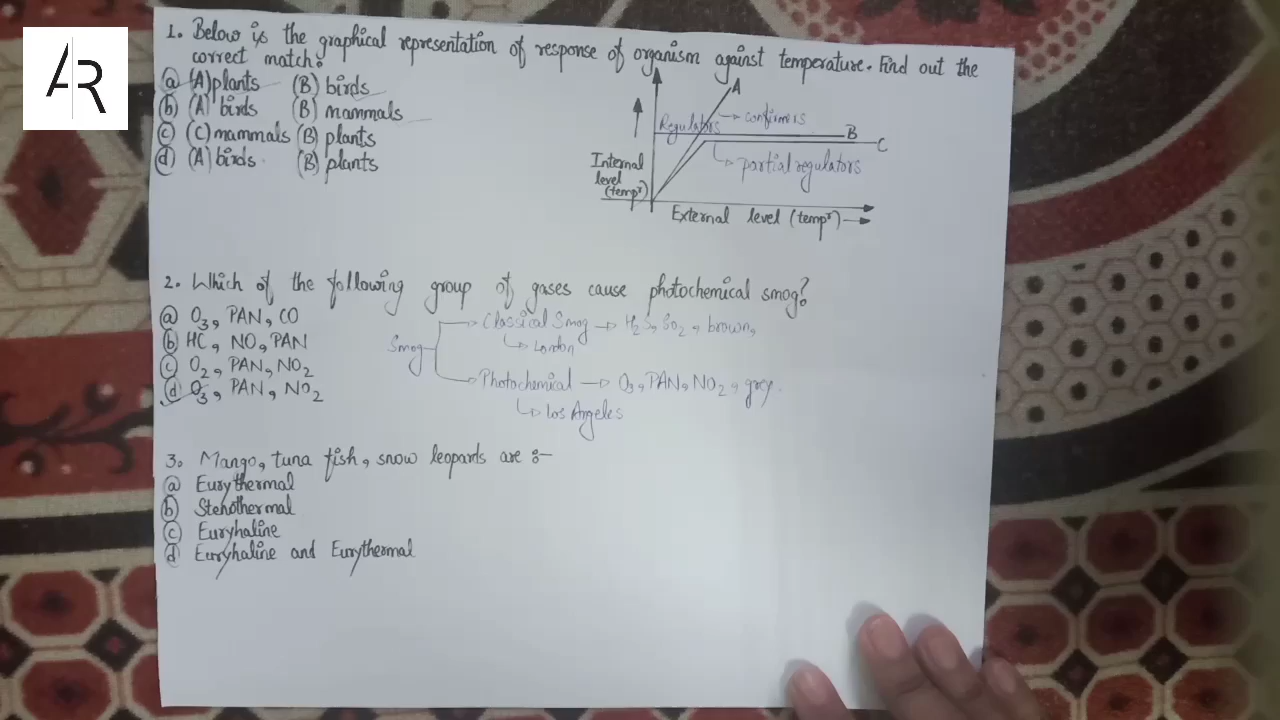 AR
1. Below is the graphical representation of response of organism against temperature. Find out the
correct match:
(a) (A) plants (B) birds
(b) (A) birds (B) mammals
(c) (C) mammals (B) plants
(d) (A) birds (B) plants
A
Regulators → confirmers
B
C
partial regulators
Internal
level
(tempr)
External level (tempr) →
2. Which of the following group of gases cause photochemical smog?
(a) O3, PAN, CO
(b) HC, NO, PAN
(c) O2, PAN, NO2
(d) O3, PAN, NO2
Smog
Classical Smog → H2S, SO2, brown,
London
Photochemical → O3, PAN, NO2, grey.
Los Angeles
3. Mango, tuna fish, snow leopards are :-
(a) Eurythermal
(b) Stenothermal
(c) Euryhaline
(d) Euryhaline and Eurythermal